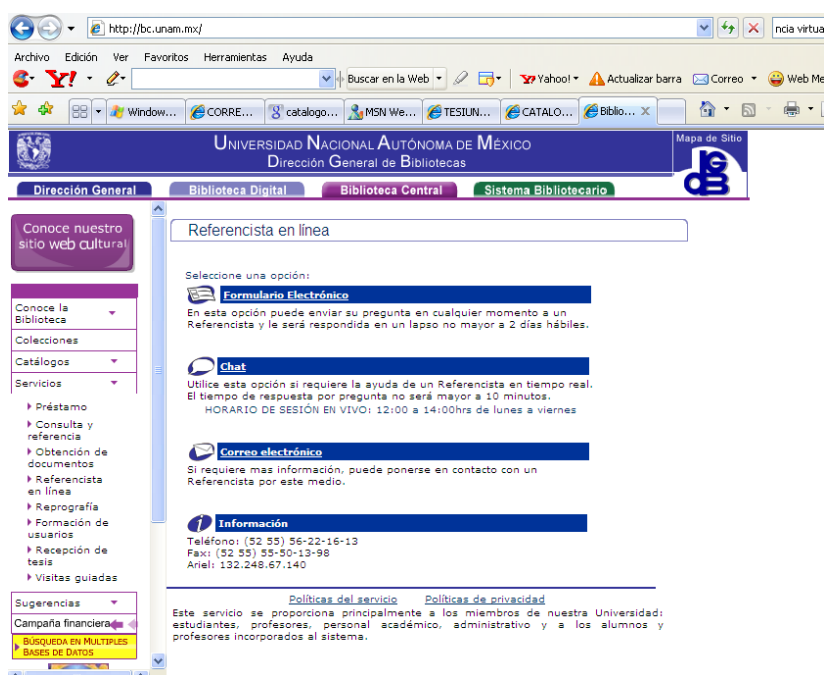 http://bc.unam.mx/
ncia virtua
Archivo Edición Ver Favoritos Herramientas Ayuda
Y! Buscar en la Web Yahoo! Actualizar barra Correo Web Me
Window... CORRE... catalogo... MSN We... TESIUN... CATALO... Biblio...
UNIVERSIDAD NACIONAL AUTÓNOMA DE MÉXICO
Dirección General de Bibliotecas
Mapa de Sitio
Dirección General Biblioteca Digital Biblioteca Central Sistema Bibliotecario
Conoce nuestro
sitio web cultural
Conoce la
Biblioteca
Colecciones
Catálogos
Servicios
Préstamo
Consulta y
referencia
Obtención de
documentos
Referencista
en línea
Reprografía
Formación de
usuarios
Recepción de
tesis
Visitas guiadas
Sugerencias
Campaña financiera
BÚSQUEDA EN MULTIPLES
BASES DE DATOS
Referencista en línea
Seleccione una opción:
Formulario Electrónico
En esta opción puede enviar su pregunta en cualquier momento a un
Referencista y le será respondida en un lapso no mayor a 2 días hábiles.
Chat
Utilice esta opción si requiere la ayuda de un Referencista en tiempo real.
El tiempo de respuesta por pregunta no será mayor a 10 minutos.
HORARIO DE SESIÓN EN VIVO: 12:00 a 14:00hrs de lunes a viernes
Correo electrónico
Si requiere mas información, puede ponerse en contacto con un
Referencista por este medio.
Información
Teléfono: (52 55) 56-22-16-13
Fax: (52 55) 55-50-13-98
Ariel: 132.248.67.140
Políticas del servicio Políticas de privacidad
Este servicio se proporciona principalmente a los miembros de nuestra Universidad:
estudiantes, profesores, personal académico, administrativo y a los alumnos y
profesores incorporados al sistema.